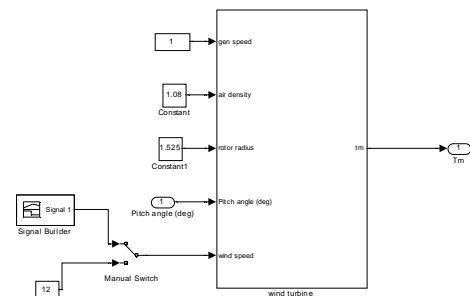 1
gen speed
1.08
air density
Constant
1.525
rotor radius
tm
1
Constant1
Tm
1
Pitch angle (deg)
Pitch angle (deg)
Signal 1
Signal Builder
wind speed
Manual Switch
12
wind turbine